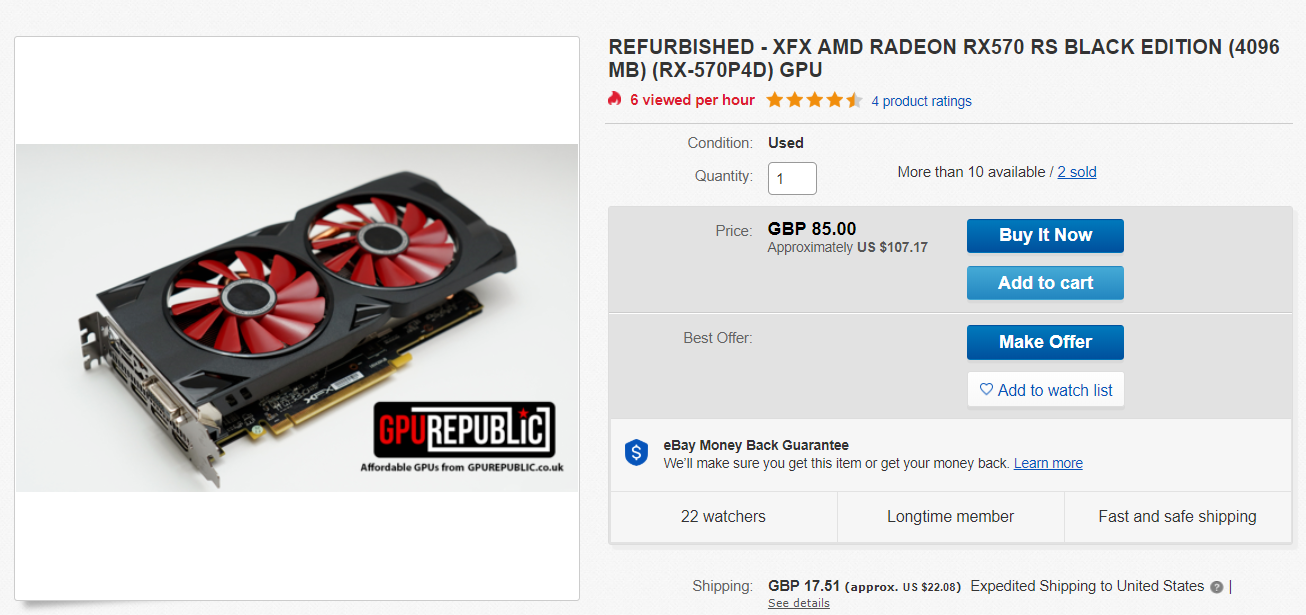 REFURBISHED - XFX AMD RADEON RX570 RS BLACK EDITION (4096
MB) (RX-570P4D) GPU
6 viewed per hour 4 product ratings
Condition: Used
Quantity: 1 More than 10 available / 2 sold
Price: GBP 85.00
Approximately US $107.17
Buy It Now
Add to cart
Best Offer:
Make Offer
Add to watch list
GPUREPUBLIC
Affordable GPUs from GPUREPUBLIC.co.uk
eBay Money Back Guarantee
We'll make sure you get this item or get your money back. Learn more
22 watchers Longtime member Fast and safe shipping
Shipping: GBP 17.51 (approx. US $22.08) Expedited Shipping to United States ? |
See details